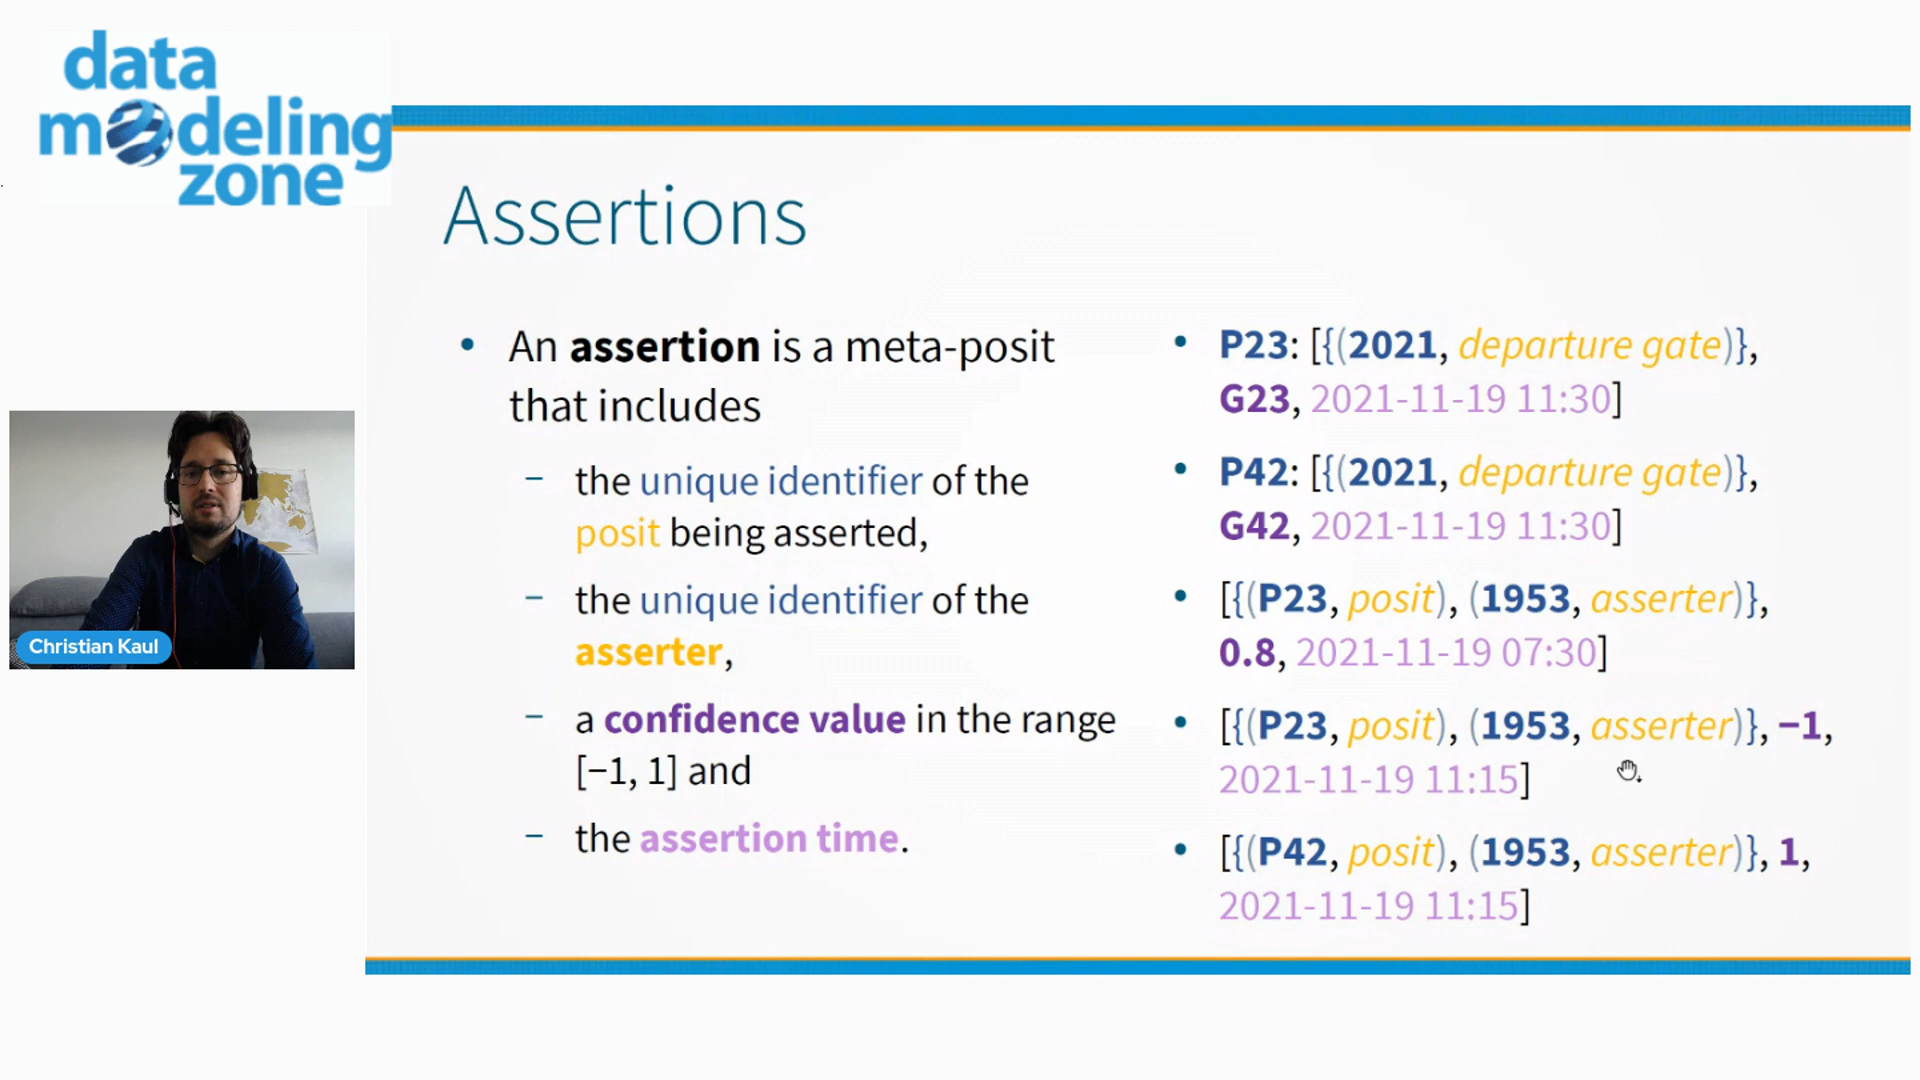 data
modeling
zone
Assertions
• An assertion is a meta-posit
that includes
– the unique identifier of the
posit being asserted,
– the unique identifier of the
asserter,
– a confidence value in the range
[−1, 1] and
– the assertion time.
• P23: [{(2021, departure gate)},
G23, 2021-11-19 11:30]
• P42: [{(2021, departure gate)},
G42, 2021-11-19 11:30]
• [{(P23, posit), (1953, asserter)},
0.8, 2021-11-19 07:30]
• [{(P23, posit), (1953, asserter)}, −1,
2021-11-19 11:15]
• [{(P42, posit), (1953, asserter)}, 1,
2021-11-19 11:15]
Christian Kaul